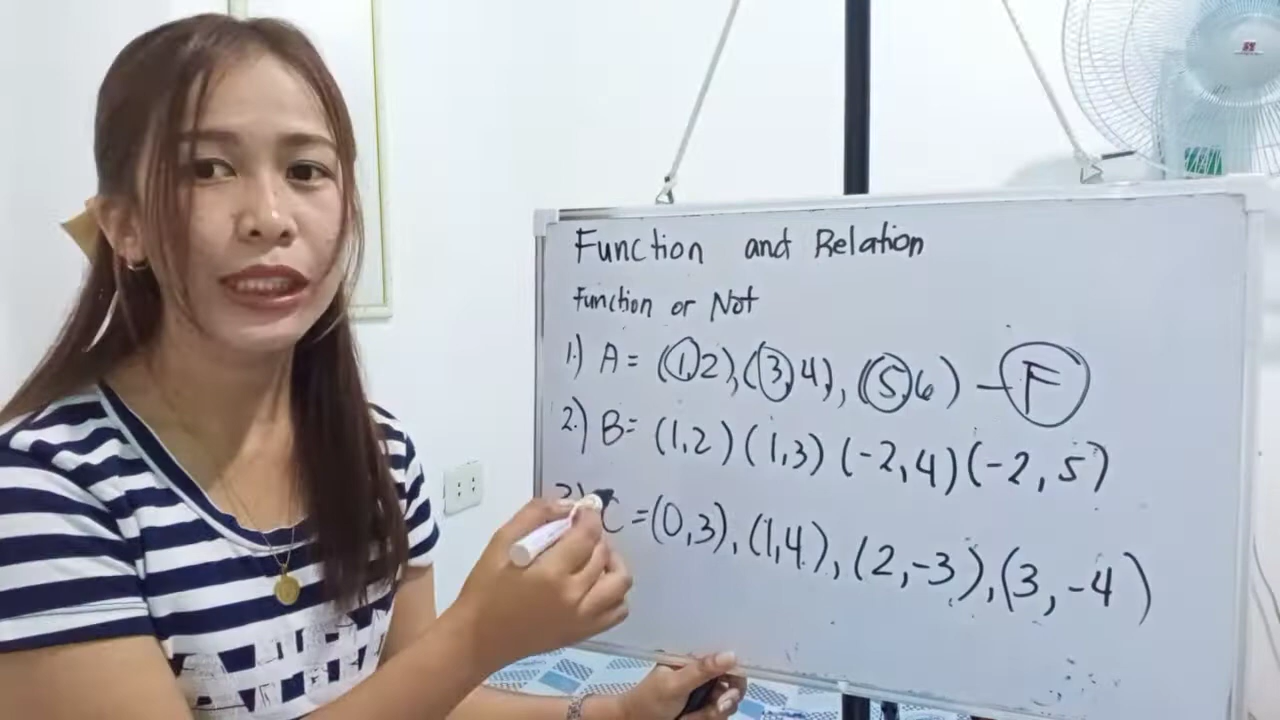 Function and Relation
Function or Not
1.) A = (1,2), (3,4), (5,6) - F
2.) B = (1,2) (1,3) (-2,4) (-2,5)
3.) C = (0,3), (1,4), (2,-3), (3,-4)